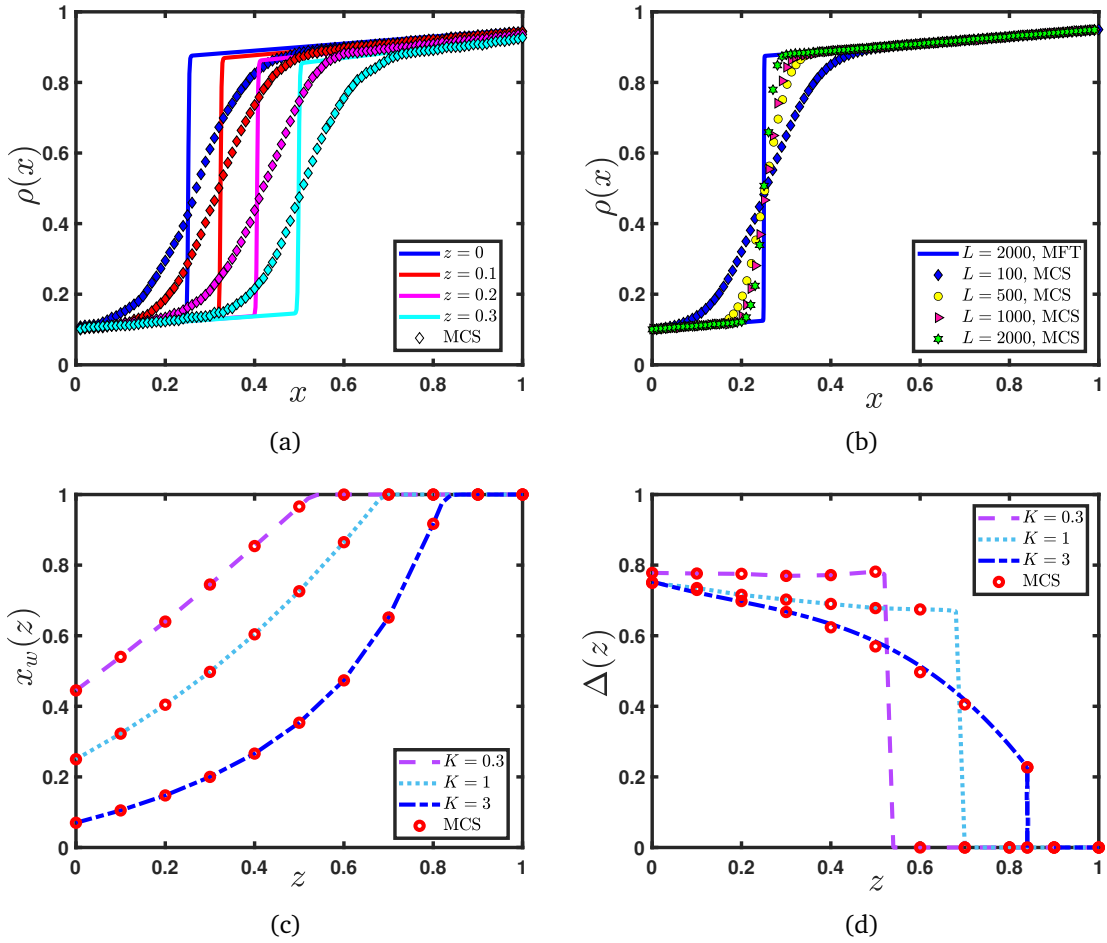 1
0.8
0.6
0.4
0.2
0
ρ(x)
0 0.2 0.4 0.6 0.8 1
x
z = 0
z = 0.1
z = 0.2
z = 0.3
MCS
(a)
1
0.8
0.6
0.4
0.2
0
ρ(x)
0 0.2 0.4 0.6 0.8 1
x
L = 2000, MFT
L = 100, MCS
L = 500, MCS
L = 1000, MCS
L = 2000, MCS
(b)
1
0.8
0.6
0.4
0.2
0
x_w(z)
0 0.2 0.4 0.6 0.8 1
z
K = 0.3
K = 1
K = 3
MCS
(c)
1
0.8
0.6
0.4
0.2
0
Δ(z)
0 0.2 0.4 0.6 0.8 1
z
K = 0.3
K = 1
K = 3
MCS
(d)